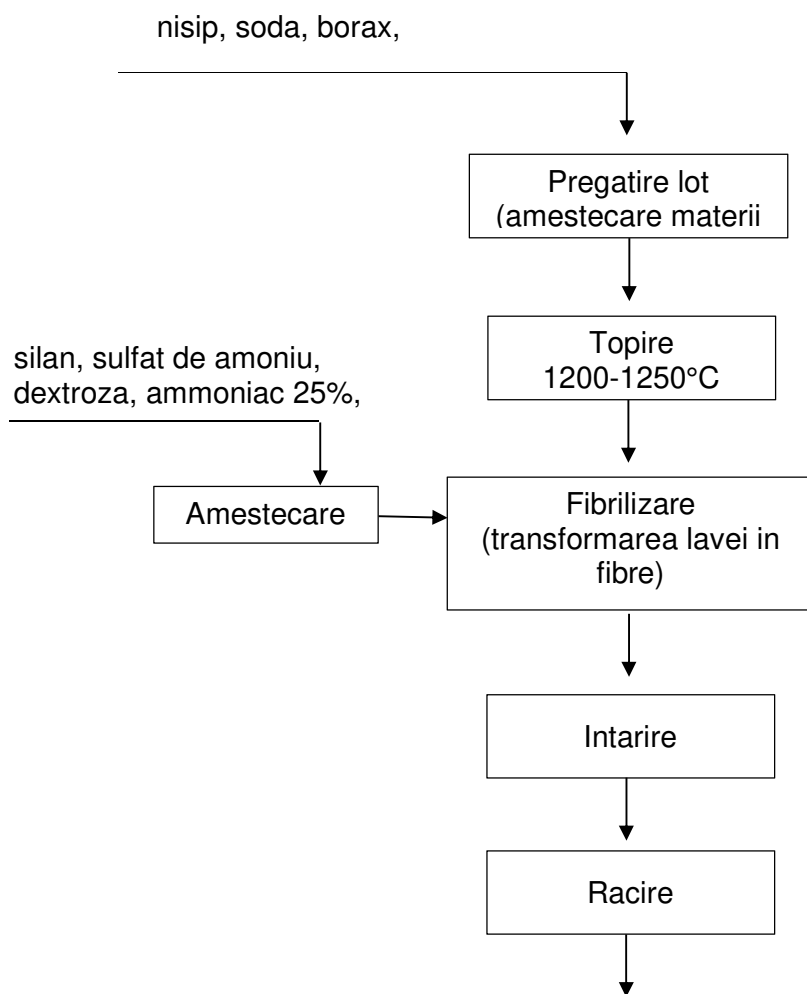 nisip, soda, borax,
Pregatire lot
(amestecare materii
Topire
1200-1250°C
silan, sulfat de amoniu,
dextroza, ammoniac 25%,
Amestecare
Fibrilizare
(transformarea lavei in
fibre)
Intarire
Racire